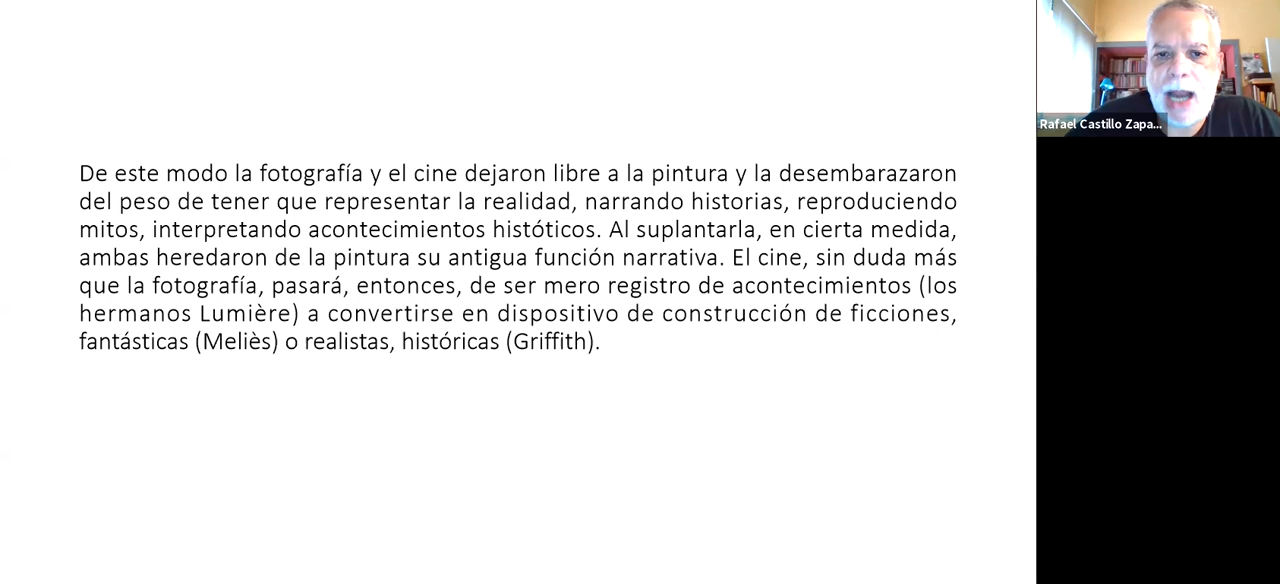 De este modo la fotografía y el cine dejaron libre a la pintura y la desembarazaron
del peso de tener que representar la realidad, narrando historias, reproduciendo
mitos, interpretando acontecimientos históticos. Al suplantarla, en cierta medida,
ambas heredaron de la pintura su antigua función narrativa. El cine, sin duda más
que la fotografía, pasará, entonces, de ser mero registro de acontecimientos (los
hermanos Lumière) a convertirse en dispositivo de construcción de ficciones,
fantásticas (Meliès) o realistas, históricas (Griffith).
Rafael Castillo Zapa...